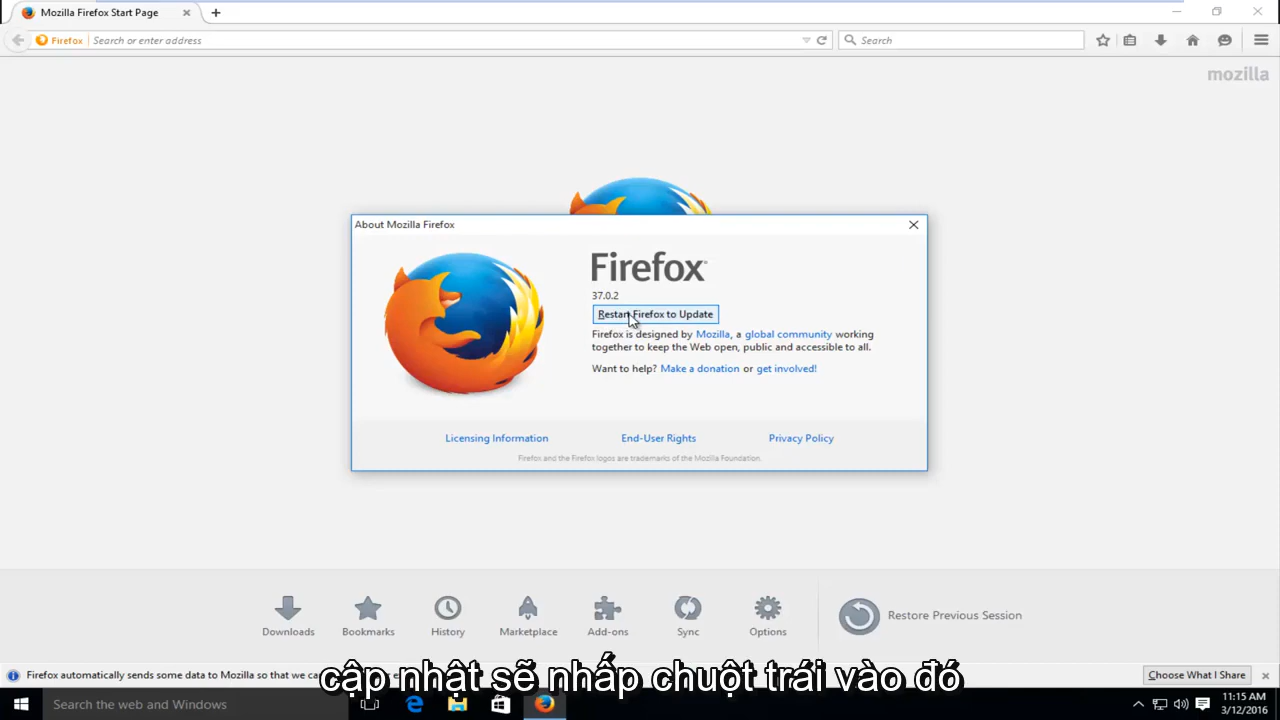 Mozilla Firefox Start Page
Firefox
Search or enter address
Search
mozilla
About Mozilla Firefox
Firefox
37.0.2
Restart Firefox to Update
Firefox is designed by Mozilla, a global community working
together to keep the Web open, public and accessible to all.
Want to help? Make a donation or get involved!
Licensing Information
End-User Rights
Privacy Policy
Firefox and the Firefox logos are trademarks of the Mozilla Foundation.
Downloads
Bookmarks
History
Marketplace
Add-ons
Sync
Options
Restore Previous Session
Firefox automatically sends some data to Mozilla so that we
Choose What I Share
cập nhật sẽ nhấp chuột trái vào đó
Search the web and Windows
11:15 AM
3/12/2016